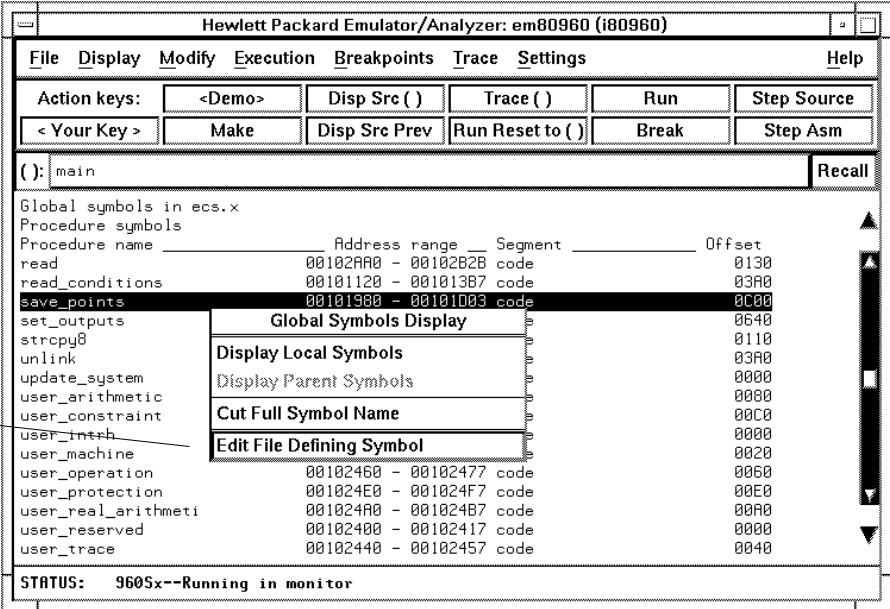 Hewlett Packard Emulator/Analyzer: em80960 (i80960)
File Display Modify Execution Breakpoints Trace Settings Help
Action keys: <Demo> Disp Src ( ) Trace ( ) Run Step Source
< Your Key > Make Disp Src Prev Run Reset to ( ) Break Step Asm
( ): main Recall
Global symbols in ecs.x
Procedure symbols
Procedure name ________________ Address range __ Segment ____________ Offset
read 00102AA0 - 00102B2B code 0130
read_conditions 00101120 - 001013B7 code 03A0
save_points 00101980 - 00101D03 code 0C00
set_outputs 0640
strcpy8 0110
unlink 03A0
update_system 0000
user_arithmetic 0080
user_constraint 00C0
user_intrh 0000
user_machine 0020
Global Symbols Display
Display Local Symbols
Display Parent Symbols
Cut Full Symbol Name
Edit File Defining Symbol
user_operation 00102460 - 00102477 code 0060
user_protection 001024E0 - 001024F7 code 00E0
user_real_arithmeti 001024A0 - 001024B7 code 00A0
user_reserved 00102400 - 00102417 code 0000
user_trace 00102440 - 00102457 code 0040
STATUS: 960Sx--Running in monitor